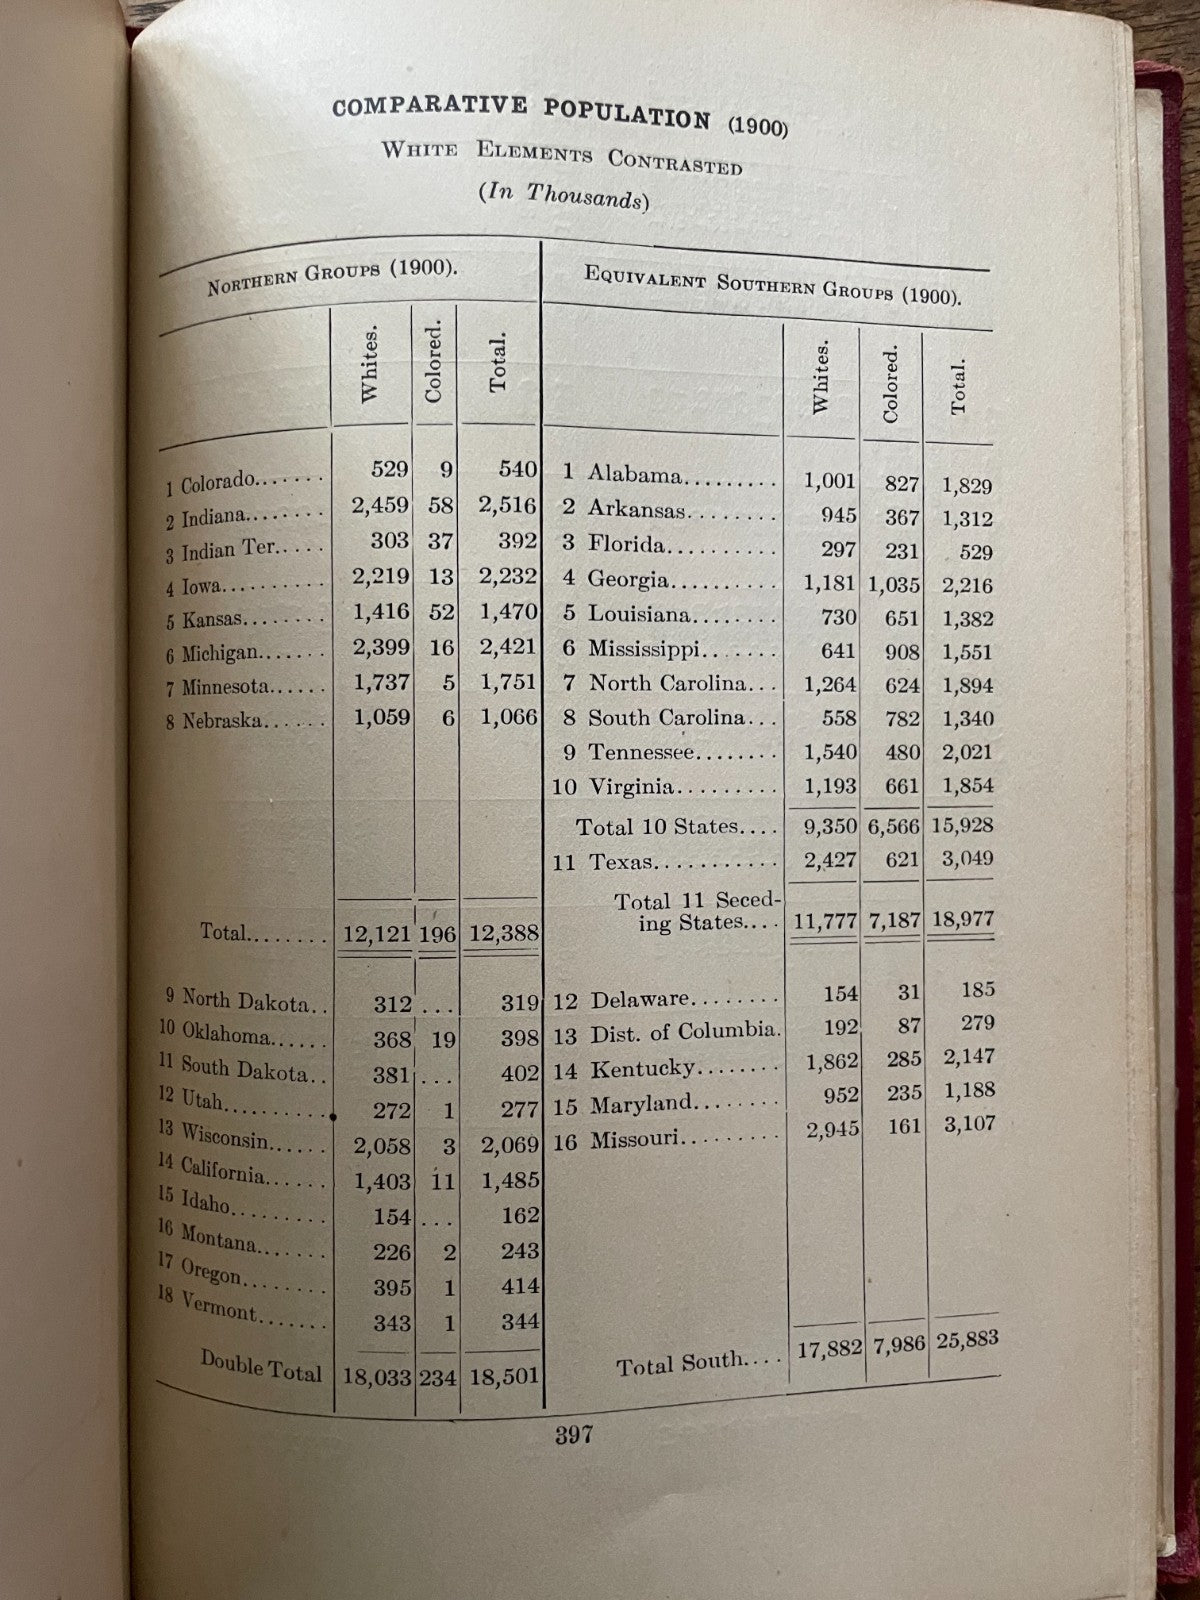 COMPARATIVE POPULATION (1900)
WHITE ELEMENTS CONTRASTED
(In Thousands)
NORTHERN GROUPS (1900). EQUIVALENT SOUTHERN GROUPS (1900).
Whites. Colored. Total. Whites. Colored. Total.
1 Colorado....... 529 9 540 1 Alabama......... 1,001 827 1,829
2 Indiana........ 2,459 58 2,516 2 Arkansas........ 945 367 1,312
3 Indian Ter..... 303 37 392 3 Florida.......... 297 231 529
4 Iowa........... 2,219 13 2,232 4 Georgia.......... 1,181 1,035 2,216
5 Kansas........ 1,416 52 1,470 5 Louisiana........ 730 651 1,382
6 Michigan....... 2,399 16 2,421 6 Mississippi....... 641 908 1,551
7 Minnesota...... 1,737 5 1,751 7 North Carolina... 1,264 624 1,894
8 Nebraska...... 1,059 6 1,066 8 South Carolina... 558 782 1,340
9 Tennessee........ 1,540 480 2,021
10 Virginia......... 1,193 661 1,854
Total 10 States.... 9,350 6,566 15,928
11 Texas........... 2,427 621 3,049
Total 11 Seced-
Total........ 12,121 196 12,388 ing States.... 11,777 7,187 18,977
9 North Dakota.. 312 ... 319 12 Delaware........ 154 31 185
10 Oklahoma...... 368 19 398 13 Dist. of Columbia. 192 87 279
11 South Dakota.. 381 ... 402 14 Kentucky........ 1,862 285 2,147
12 Utah.......... 272 1 277 15 Maryland........ 952 235 1,188
13 Wisconsin...... 2,058 3 2,069 16 Missouri......... 2,945 161 3,107
14 California...... 1,403 11 1,485
15 Idaho......... 154 ... 162
16 Montana....... 226 2 243
17 Oregon........ 395 1 414
18 Vermont....... 343 1 344
Double Total 18,033 234 18,501 Total South.... 17,882 7,986 25,883
397